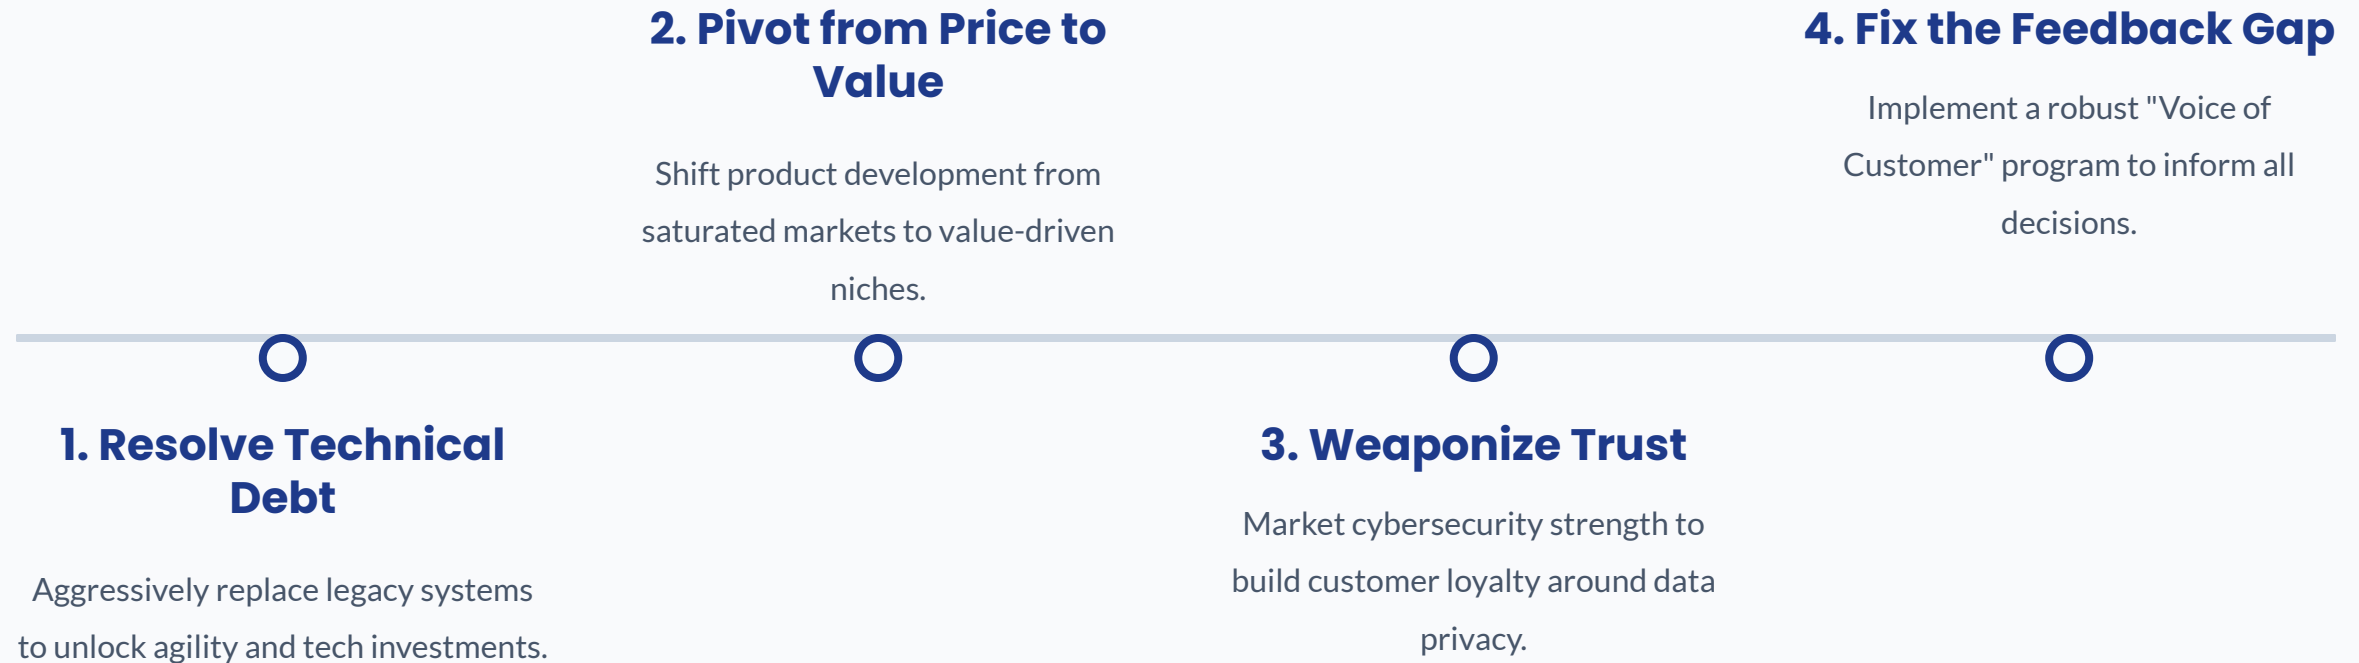 1. Resolve Technical
Debt
Aggressively replace legacy systems
to unlock agility and tech investments.
2. Pivot from Price to
Value
Shift product development from
saturated markets to value-driven
niches.
3. Weaponize Trust
Market cybersecurity strength to
build customer loyalty around data
privacy.
4. Fix the Feedback Gap
Implement a robust "Voice of
Customer" program to inform all
decisions.